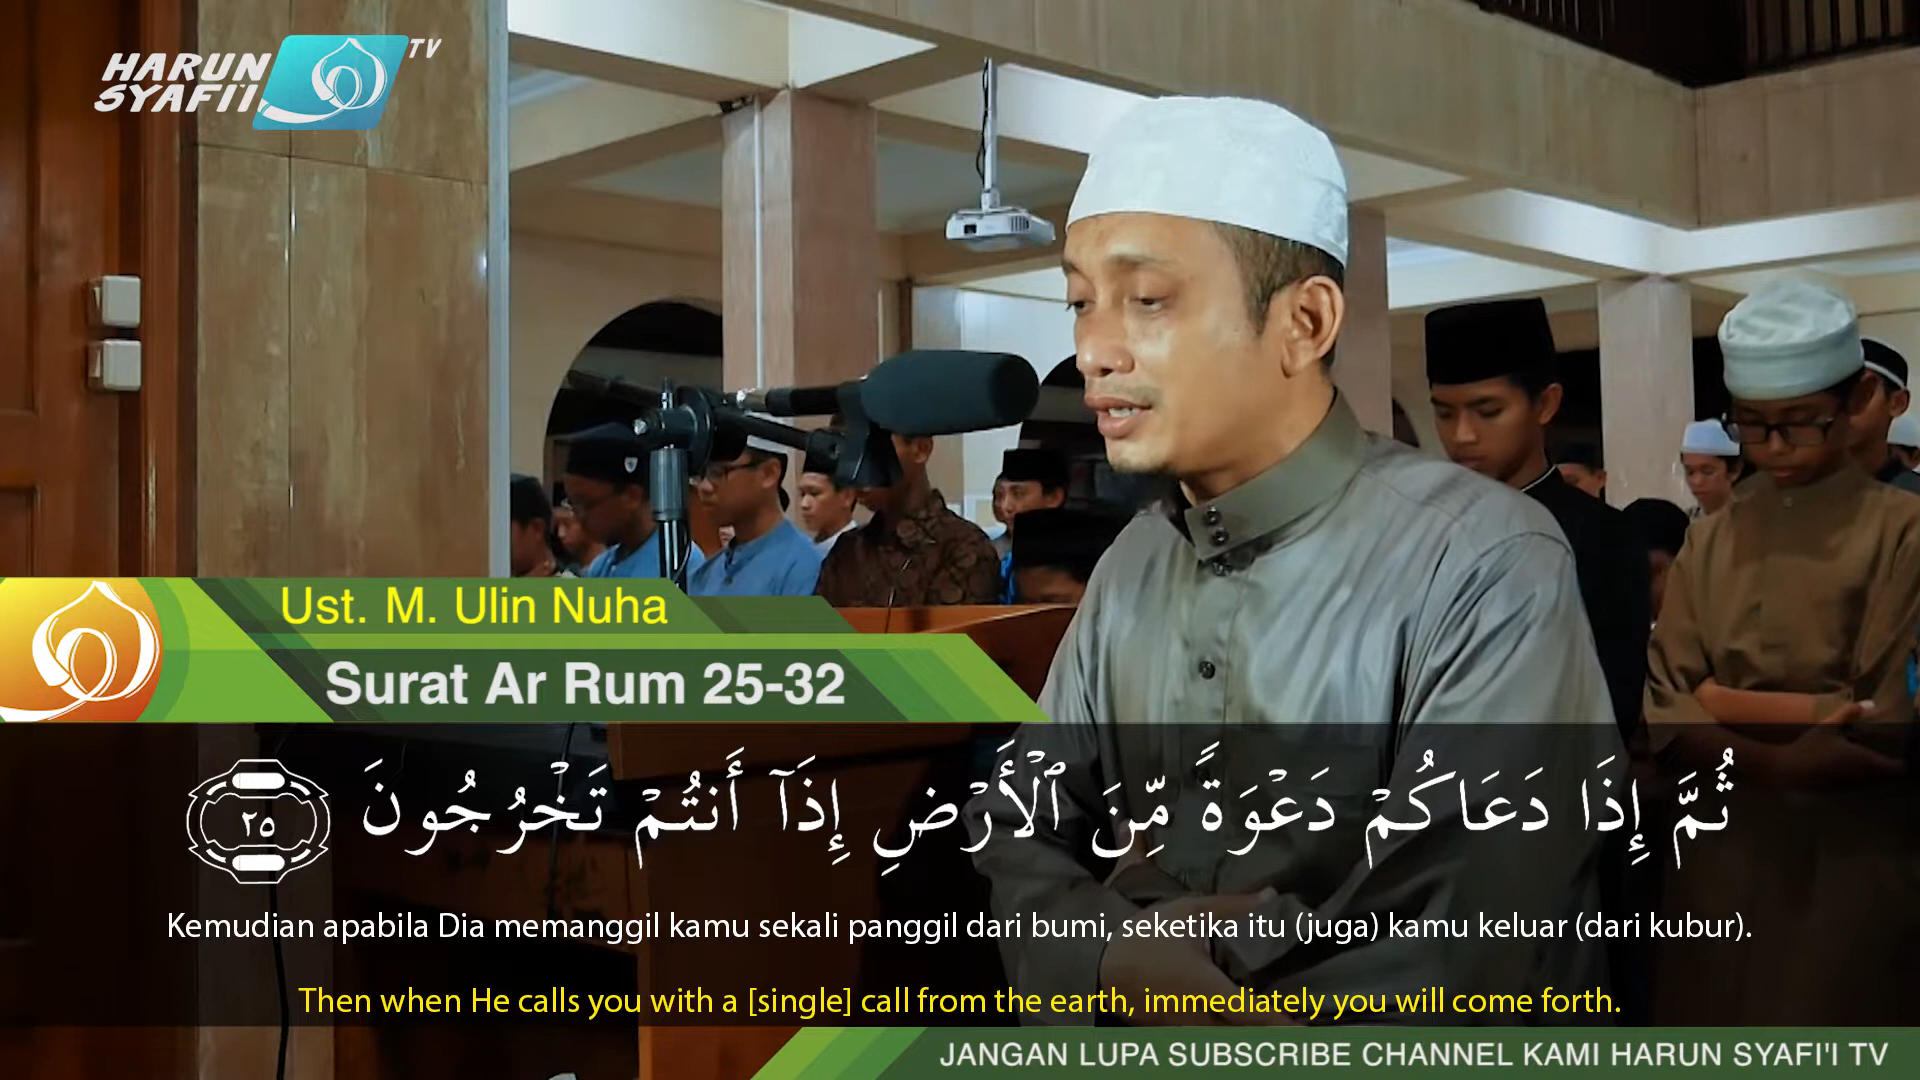 HARUN
SYAFI'I
TV
Ust. M. Ulin Nuha
Surat Ar Rum 25-32
ثُمَّ إِذَا دَعَاكُمْ دَعْوَةً مِّنَ ٱلْأَرْضِ إِذَآ أَنتُمْ تَخْرُجُونَ ٢٥
Kemudian apabila Dia memanggil kamu sekali panggil dari bumi, seketika itu (juga) kamu keluar (dari kubur).
Then when He calls you with a [single] call from the earth, immediately you will come forth.
JANGAN LUPA SUBSCRIBE CHANNEL KAMI HARUN SYAFI'I TV